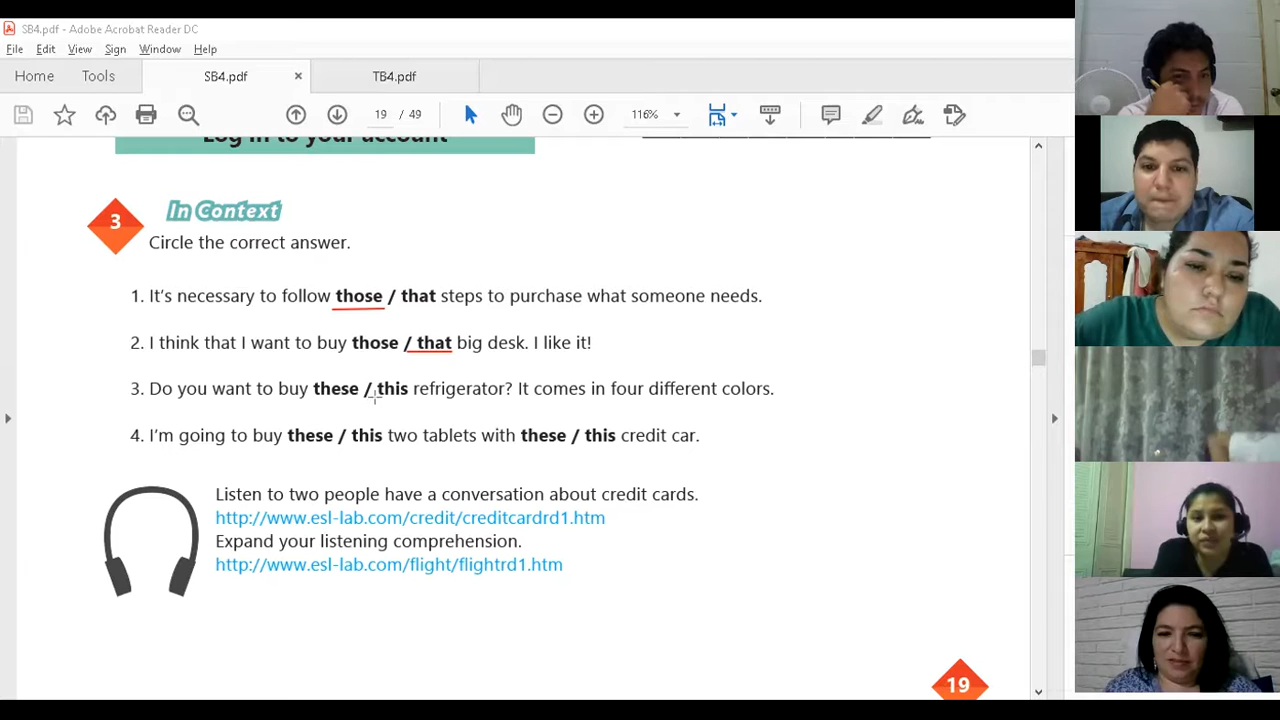 SB4.pdf - Adobe Acrobat Reader DC
File Edit View Sign Window Help
Home Tools SB4.pdf × TB4.pdf
19 / 49 116%
Log in to your account
3 In Context
Circle the correct answer.
1. It's necessary to follow those / that steps to purchase what someone needs.
2. I think that I want to buy those / that big desk. I like it!
3. Do you want to buy these / this refrigerator? It comes in four different colors.
4. I'm going to buy these / this two tablets with these / this credit car.
Listen to two people have a conversation about credit cards.
http://www.esl-lab.com/credit/creditcardrd1.htm
Expand your listening comprehension.
http://www.esl-lab.com/flight/flightrd1.htm
19